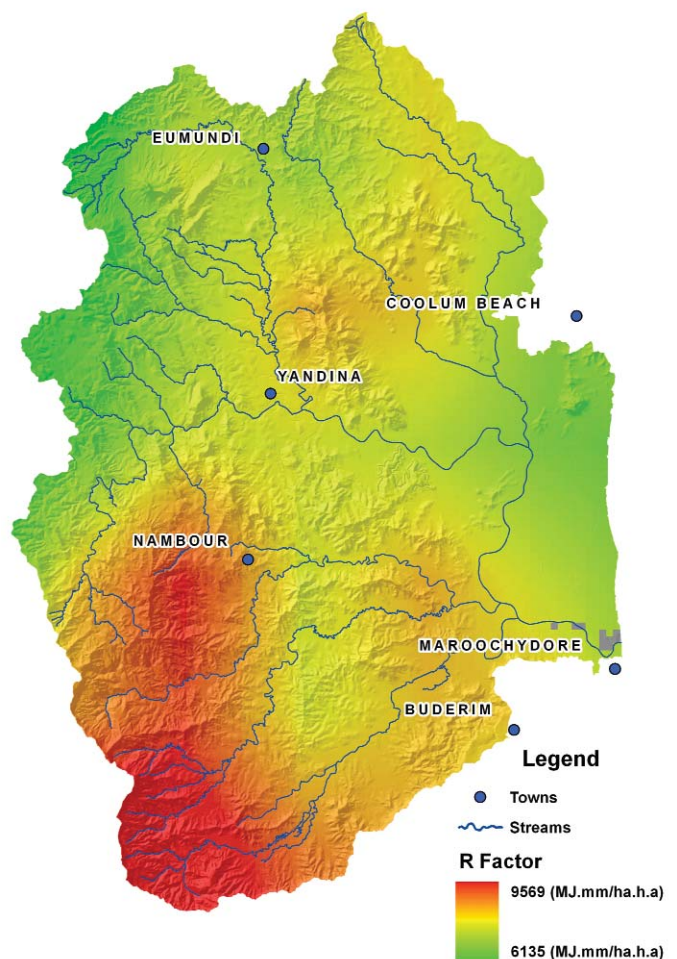 EUMUNDI
COOLUM BEACH
YANDINA
NAMBOUR
MAROOCHYDORE
BUDERIM
Legend
Towns
Streams
R Factor
9569 (MJ.mm/ha.h.a)
6135 (MJ.mm/ha.h.a)